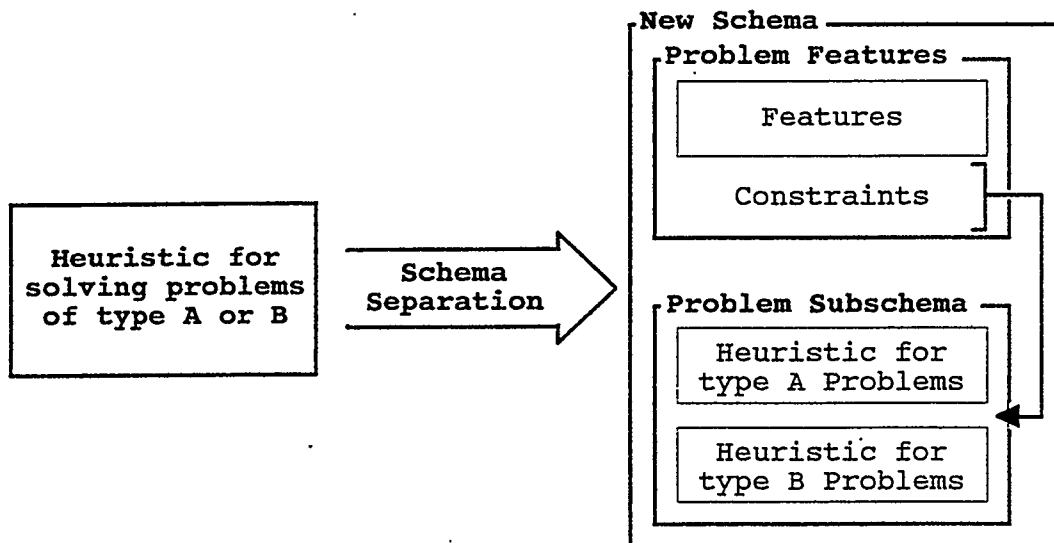 New Schema
Problem Features
Features
Constraints
Heuristic for
solving problems
of type A or B
Schema
Separation
Problem Subschema
Heuristic for
type A Problems
Heuristic for
type B Problems